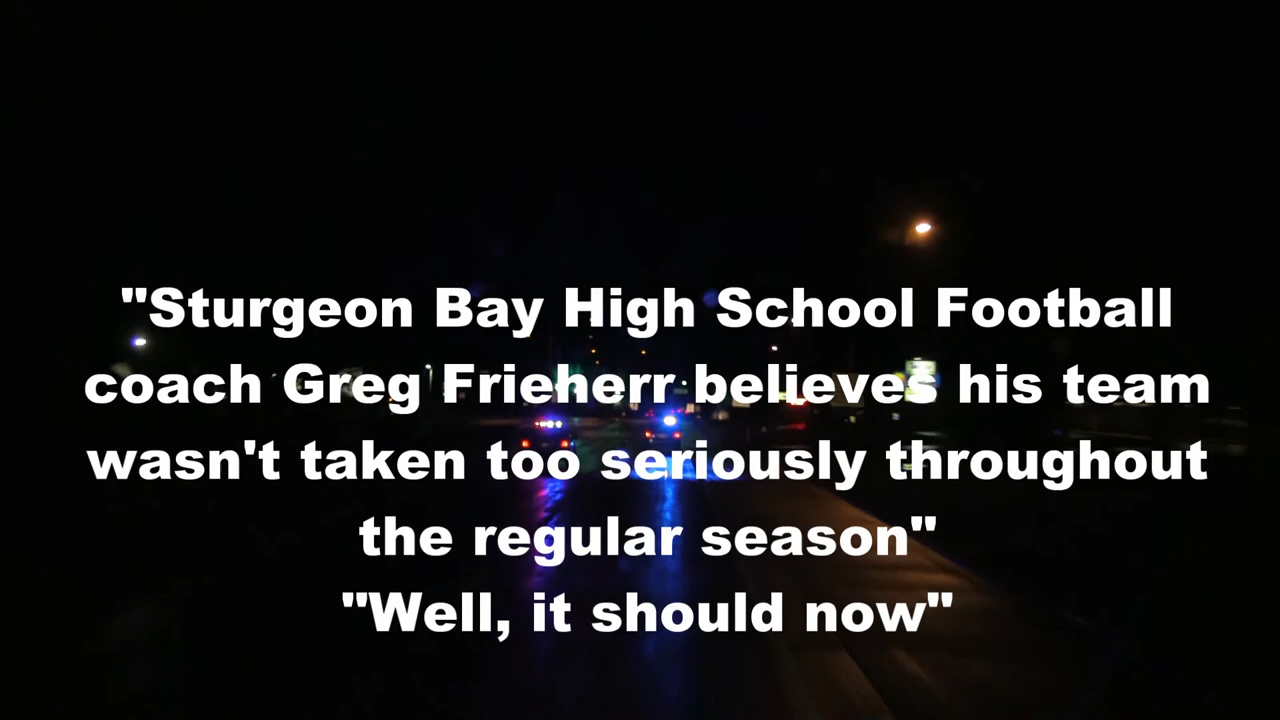 "Sturgeon Bay High School Football
coach Greg Frieherr believes his team
wasn't taken too seriously throughout
the regular season"
"Well, it should now"